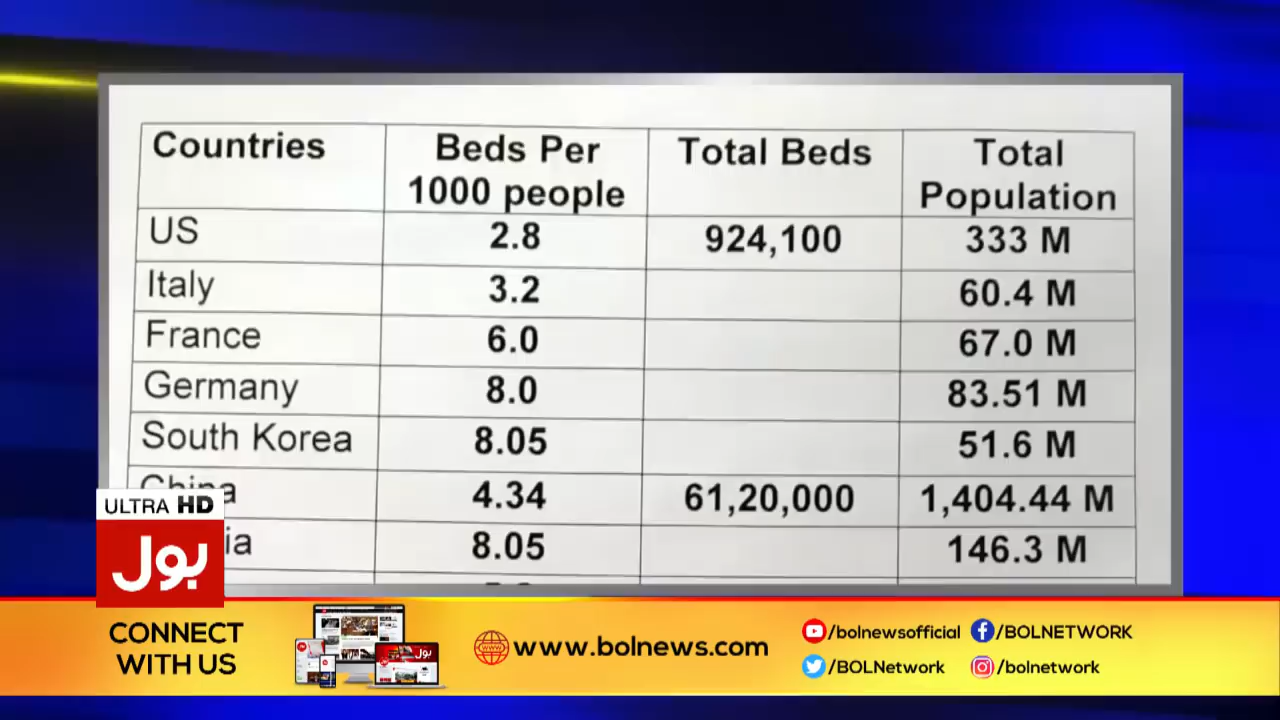 Countries Beds Per Total Beds Total
1000 people Population
US 2.8 924,100 333 M
Italy 3.2 60.4 M
France 6.0 67.0 M
Germany 8.0 83.51 M
South Korea 8.05 51.6 M
China 4.34 61,20,000 1,404.44 M
ia 8.05 146.3 M
ULTRA HD
بول
CONNECT
WITH US
بول
www.bolnews.com
/bolnewsofficial /BOLNETWORK
/BOLNetwork /bolnetwork